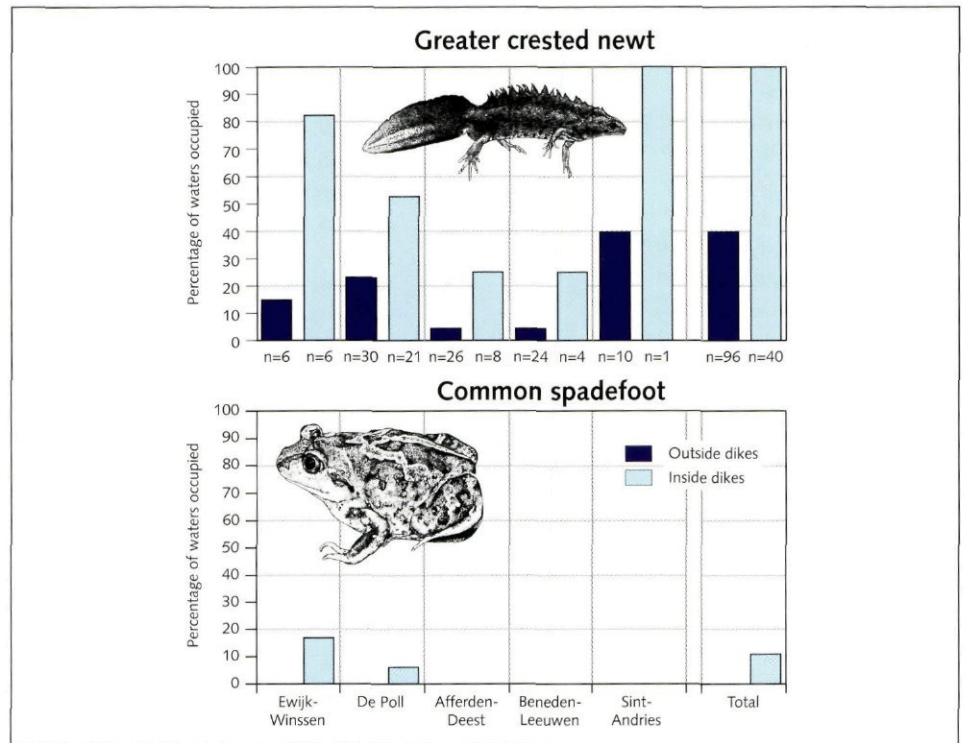 Greater crested newt
Percentage of waters occupied
100
90
80
70
60
50
40
30
20
10
0
n=6 n=6 n=30 n=21 n=26 n=8 n=24 n=4 n=10 n=1 n=96 n=40
Common spadefoot
Percentage of waters occupied
100
90
80
70
60
50
40
30
20
10
0
Outside dikes
Inside dikes
Ewijk-
Winssen
De Poll
Afferden-
Deest
Beneden-
Leeuwen
Sint-
Andries
Total